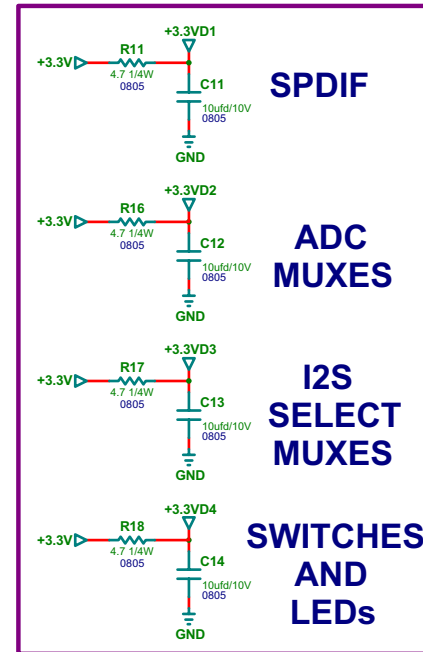 +3.3VD1
R11
+3.3V
4.7 1/4W
0805
C11
10ufd/10V
0805
GND
SPDIF
+3.3VD2
R16
+3.3V
4.7 1/4W
0805
C12
10ufd/10V
0805
GND
ADC
MUXES
+3.3VD3
R17
+3.3V
4.7 1/4W
0805
C13
10ufd/10V
0805
GND
I2S
SELECT
MUXES
+3.3VD4
R18
+3.3V
4.7 1/4W
0805
C14
10ufd/10V
0805
GND
SWITCHES
AND
LEDs